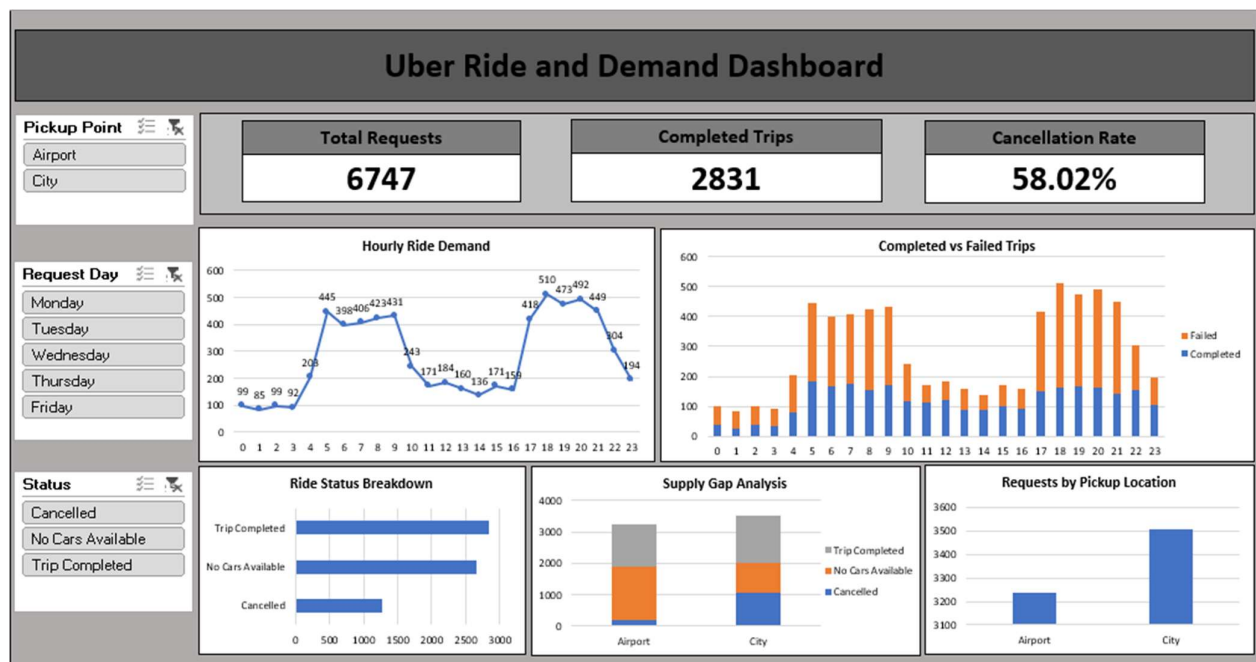 Uber Ride and Demand Dashboard
Pickup Point
Airport
City
Total Requests
6747
Completed Trips
2831
Cancellation Rate
58.02%
Request Day
Monday
Tuesday
Wednesday
Thursday
Friday
Status
Cancelled
No Cars Available
Trip Completed
Hourly Ride Demand
600
500
400
300
200
100
0
99 85 99 92 203 445 398 406 423 431 243 171 184 160 136 171 159 418 510 473 492 449 304 194
0 1 2 3 4 5 6 7 8 9 10 11 12 13 14 15 16 17 18 19 20 21 22 23
Completed vs Failed Trips
600
500
400
300
200
100
0
0 1 2 3 4 5 6 7 8 9 10 11 12 13 14 15 16 17 18 19 20 21 22 23
Failed
Completed
Ride Status Breakdown
Trip Completed
No Cars Available
Cancelled
0 500 1000 1500 2000 2500 3000
Supply Gap Analysis
4000
3000
2000
1000
0
Airport City
Trip Completed
No Cars Available
Cancelled
Requests by Pickup Location
3600
3500
3400
3300
3200
3100
Airport City